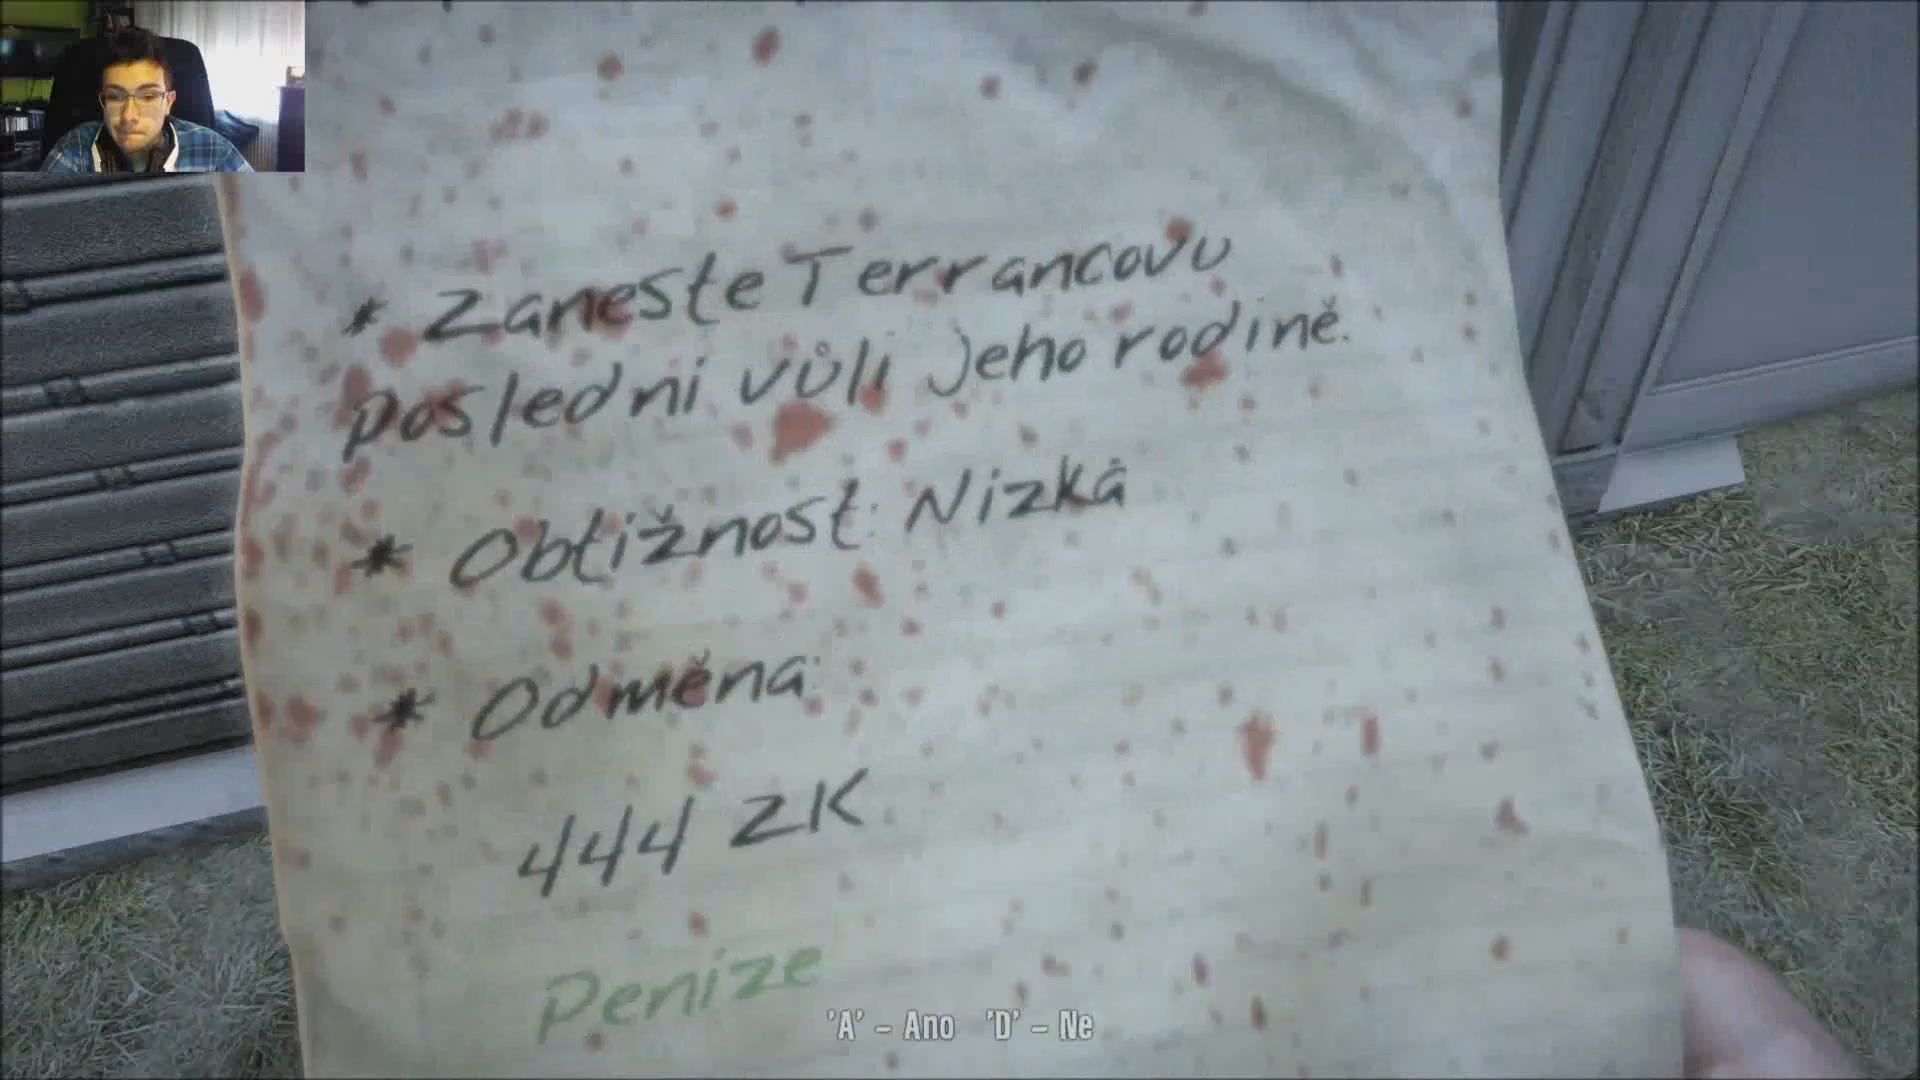 * Zaneste Terrancovu
poslední vůli jeho rodině.
* Obtížnost: Nízká
* Odměna:
444 ZK
Peníze
'A' – Ano 'D' – Ne